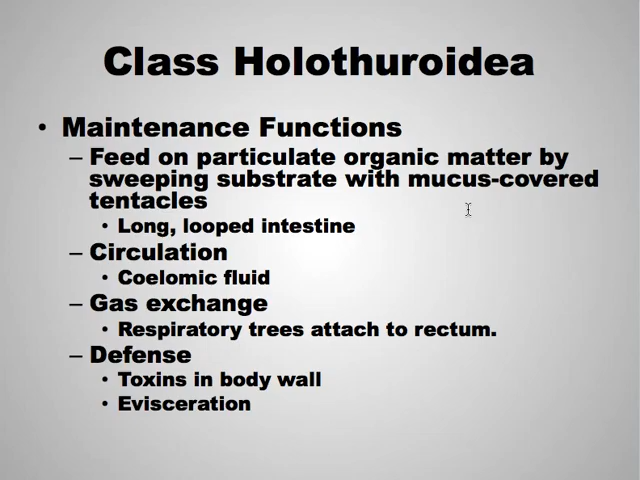 Class Holothuroidea
• Maintenance Functions
– Feed on particulate organic matter by
sweeping substrate with mucus-covered
tentacles
• Long, looped intestine
– Circulation
• Coelomic fluid
– Gas exchange
• Respiratory trees attach to rectum.
– Defense
• Toxins in body wall
• Evisceration